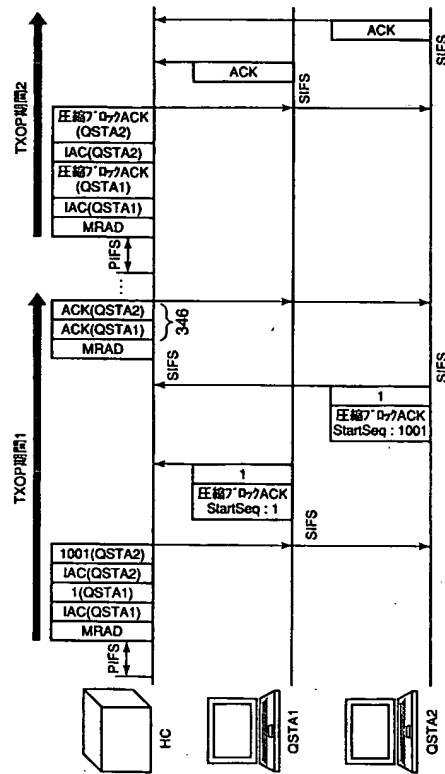 TXOP期間1
TXOP期間2
PIFS
MRAD
IAC(QSTA1)
1(QSTA1)
IAC(QSTA2)
1001(QSTA2)
SIFS
圧縮ブロックACK
StartSeq : 1
1
SIFS
圧縮ブロックACK
StartSeq : 1001
1
SIFS
MRAD
ACK(QSTA1)
ACK(QSTA2)
346
...
PIFS
MRAD
IAC(QSTA1)
圧縮ブロックACK
(QSTA1)
IAC(QSTA2)
圧縮ブロックACK
(QSTA2)
SIFS
ACK
SIFS
ACK
HC
QSTA1
QSTA2